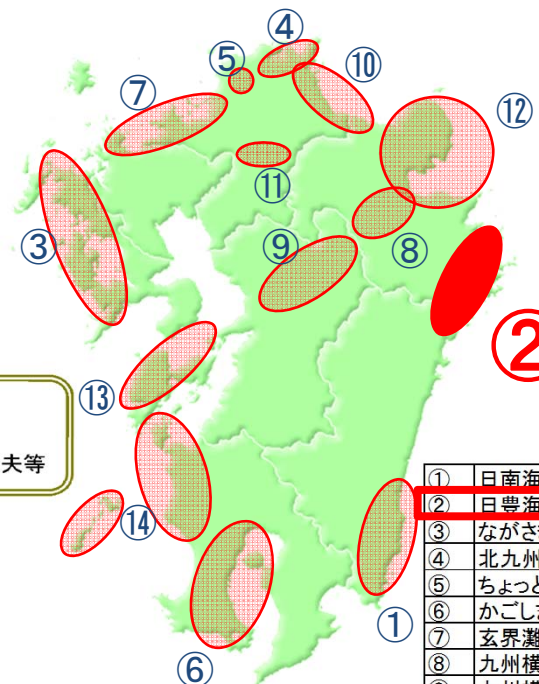 ④
⑤
⑩
⑦
⑫
⑪
③
⑨
⑧
②
⑬
夫等
⑭
①
⑥
① 日南海
② 日豊海
③ ながさ
④ 北九州
⑤ ちょっと
⑥ かごし
⑦ 玄界灘
⑧ 九州横